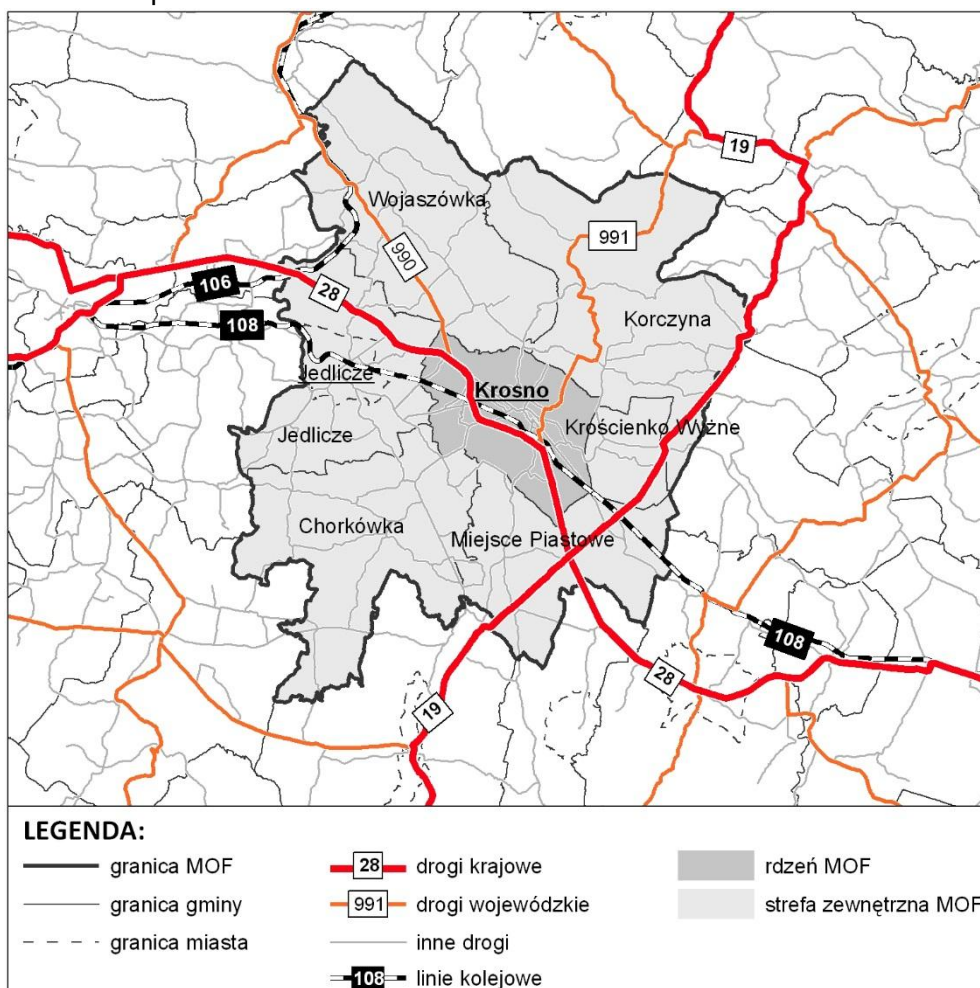 19
Wojaszówka
991
990
106
28
Korczyna
108
Jedlicze
Krosno
Krościenko Wyżne
Jedlicze
Chorkówka
Miejsce Piastowe
108
28
19
LEGENDA:
granica MOF
28 drogi krajowe
rdzeń MOF
granica gminy
991 drogi wojewódzkie
strefa zewnętrzna MOF
granica miasta
inne drogi
108 linie kolejowe